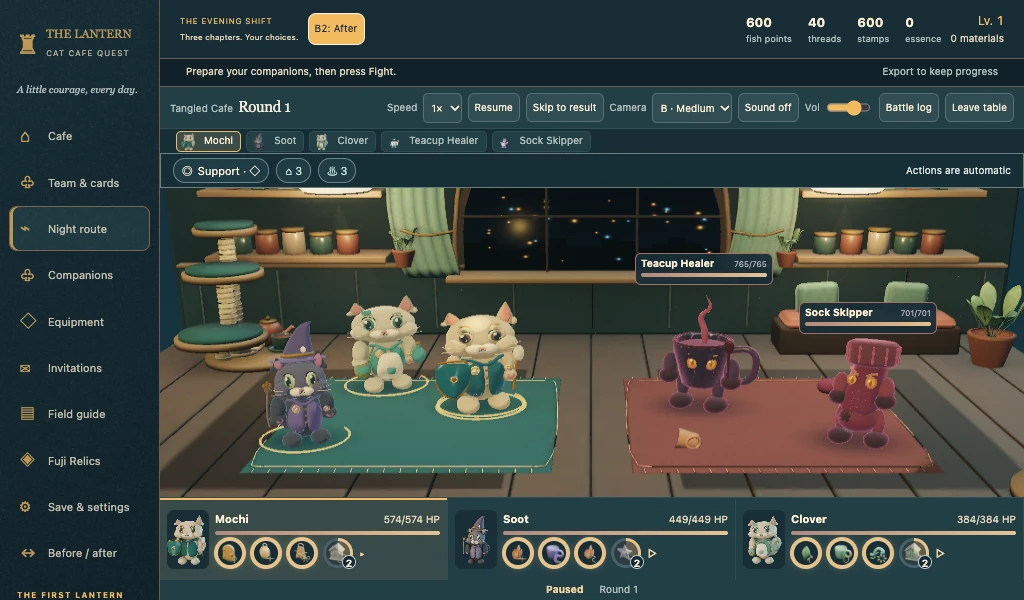 THE LANTERN
CAT CAFE QUEST
A little courage, every day.
Cafe
Team & cards
Night route
Companions
Equipment
Invitations
Field guide
Fuji Relics
Save & settings
Before / after
THE FIRST LANTERN
THE EVENING SHIFT
Three chapters. Your choices.
B2: After
600
fish points
40
threads
600
stamps
0
essence
Lv. 1
0 materials
Prepare your companions, then press Fight.
Export to keep progress
Tangled Cafe Round 1
Speed 1x Resume Skip to result Camera B · Medium Sound off Vol Battle log Leave table
Mochi Soot Clover Teacup Healer Sock Skipper
Support · 3 3
Actions are automatic
Teacup Healer 765/765
Sock Skipper 701/701
Mochi 574/574 HP
2
Soot 449/449 HP
2
Clover 384/384 HP
2
Paused Round 1